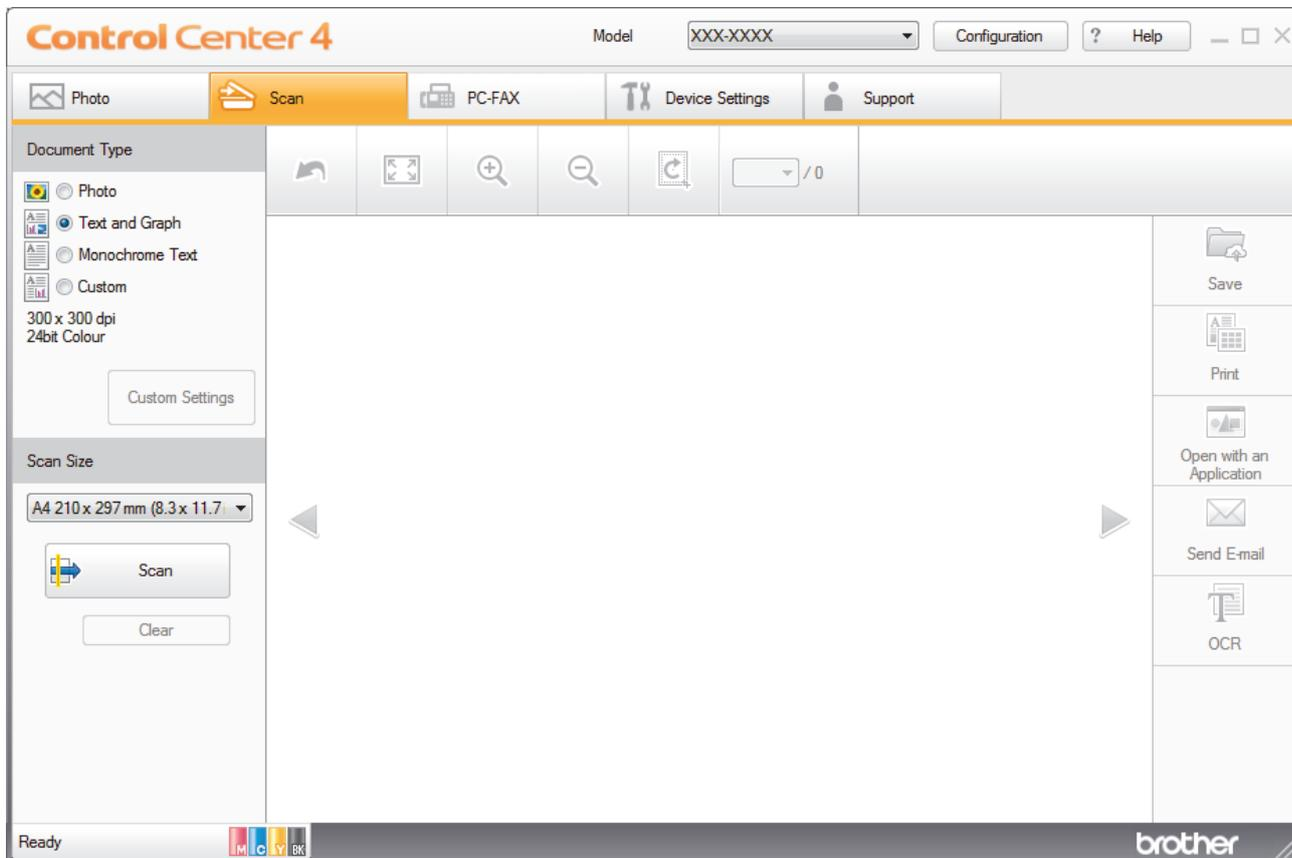 Control Center 4
Model
XXX-XXXX
Configuration
? Help
Photo
Scan
PC-FAX
Device Settings
Support
Document Type
Photo
Text and Graph
Monochrome Text
Custom
300 x 300 dpi
24bit Colour
Custom Settings
/ 0
Scan Size
A4 210 x 297 mm (8.3 x 11.7
Scan
Clear
Save
Print
Open with an
Application
Send E-mail
OCR
Ready
M C Y BK
brother